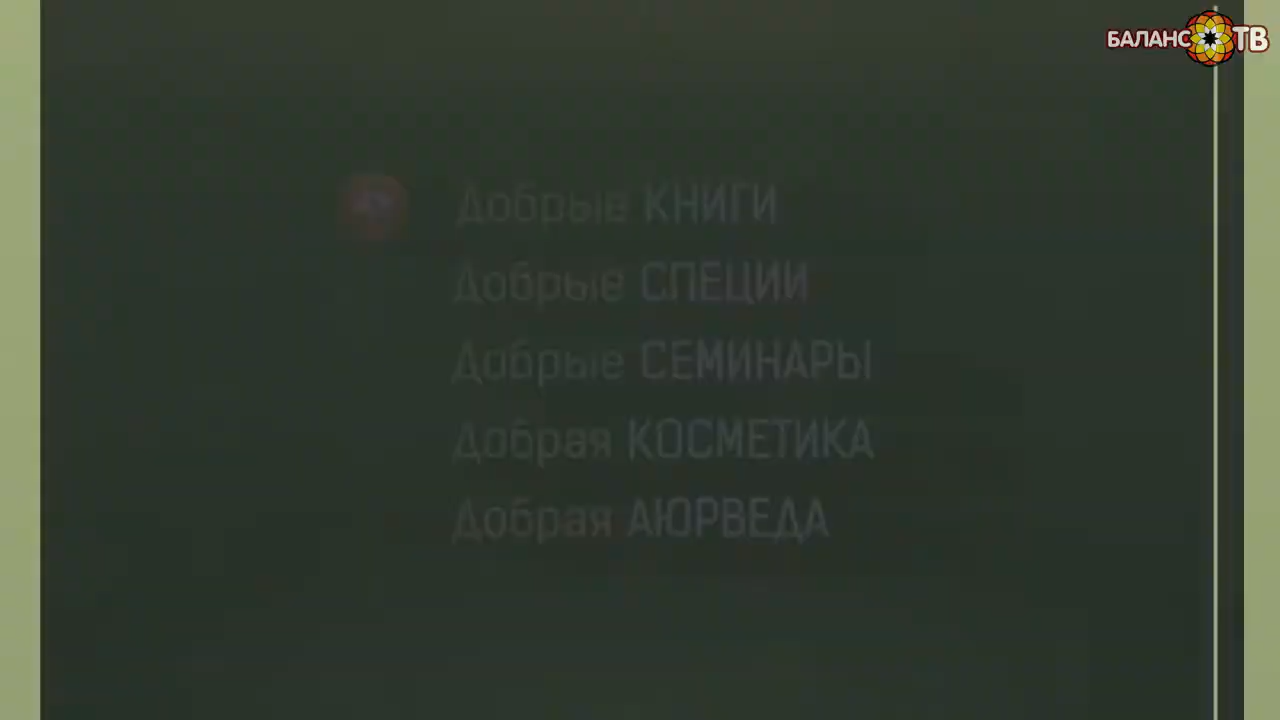 БАЛАНС ТВ
Добрые КНИГИ
Добрые СПЕЦИИ
Добрые СЕМИНАРЫ
Добрая КОСМЕТИКА
Добрая АЮРВЕДА